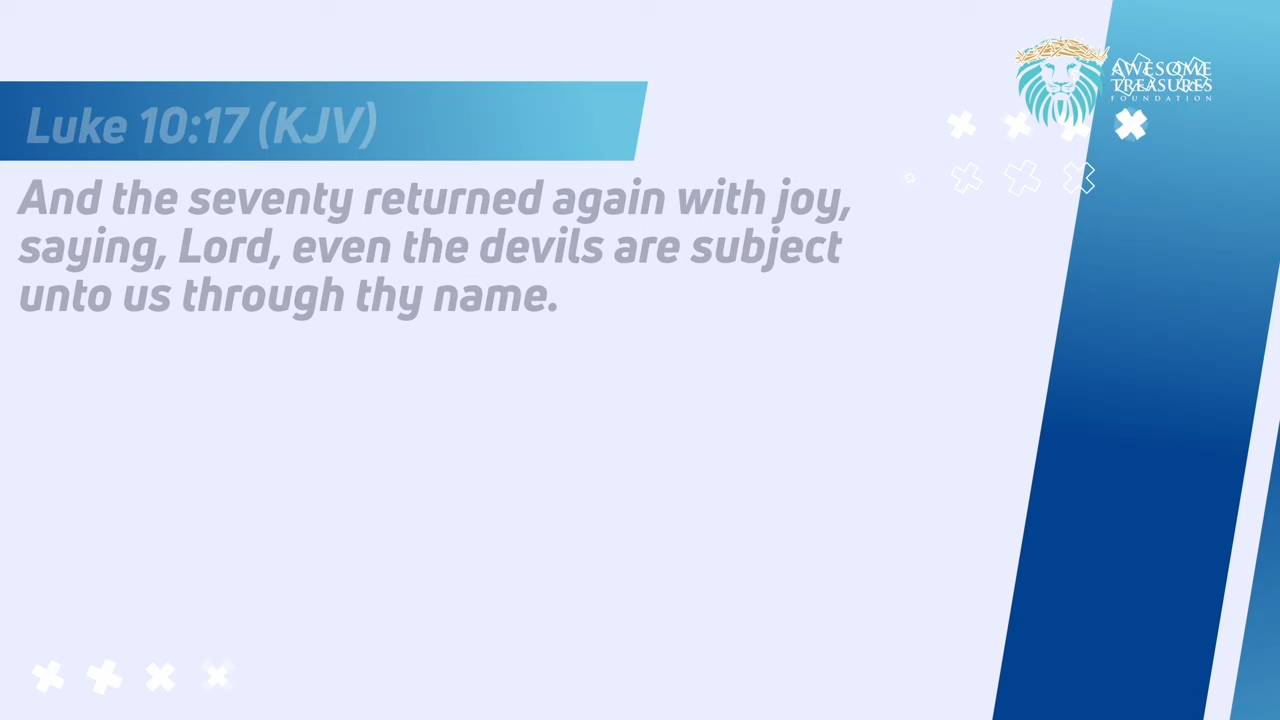 AWESOME
TREASURES
FOUNDATION
Luke 10:17 (KJV)
And the seventy returned again with joy,
saying, Lord, even the devils are subject
unto us through thy name.